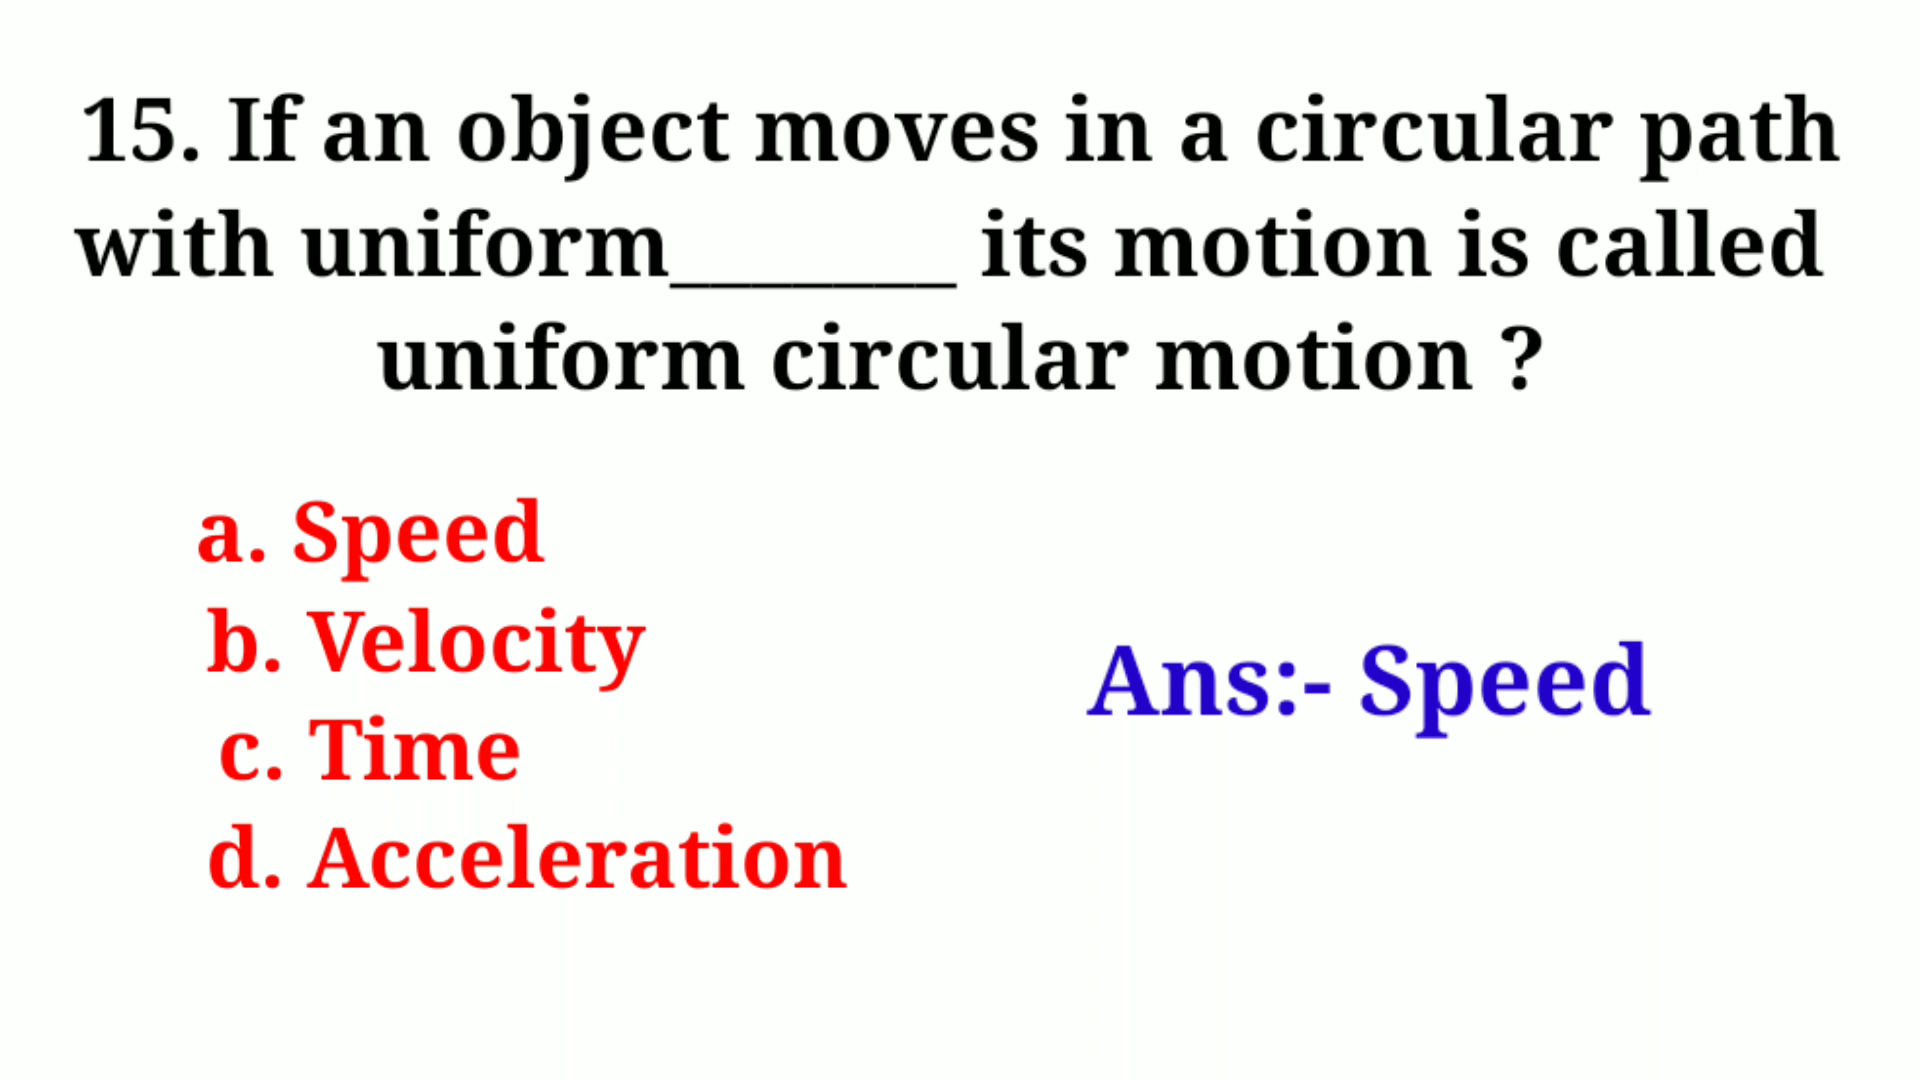 15. If an object moves in a circular path
with uniform_______ its motion is called
uniform circular motion ?
a. Speed
b. Velocity
c. Time
d. Acceleration
Ans:- Speed